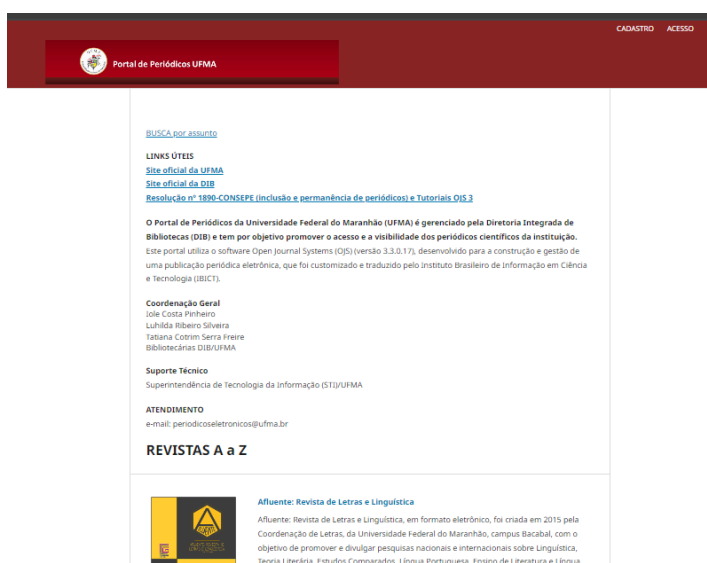 CADASTRO ACESSO
Portal de Periódicos UFMA
BUSCA por assunto
LINKS ÚTEIS
Site oficial da UFMA
Site oficial da DIB
Resolução nº 1890-CONSEPE (inclusão e permanência de periódicos) e Tutoriais OJS 3
O Portal de Periódicos da Universidade Federal do Maranhão (UFMA) é gerenciado pela Diretoria Integrada de
Bibliotecas (DIB) e tem por objetivo promover o acesso e a visibilidade dos periódicos científicos da instituição.
Este portal utiliza o software Open Journal Systems (OJS) (versão 3.3.0.17), desenvolvido para a construção e gestão de
uma publicação periódica eletrônica, que foi customizado e traduzido pelo Instituto Brasileiro de Informação em Ciência
e Tecnologia (IBICT).
Coordenação Geral
Iole Costa Pinheiro
Luhilda Ribeiro Silveira
Tatiana Cotrim Serra Freire
Bibliotecárias DIB/UFMA
Suporte Técnico
Superintendência de Tecnologia da Informação (STI)/UFMA
ATENDIMENTO
e-mail: periodicoseletronicos@ufma.br
REVISTAS A a Z
Afluente: Revista de Letras e Linguística
Afluente: Revista de Letras e Linguística, em formato eletrônico, foi criada em 2015 pela
Coordenação de Letras, da Universidade Federal do Maranhão, campus Bacabal, com o
objetivo de promover e divulgar pesquisas nacionais e internacionais sobre Linguística,
Teoria Literária, Estudos Comparados, Língua Portuguesa, Ensino de Literatura e Língua